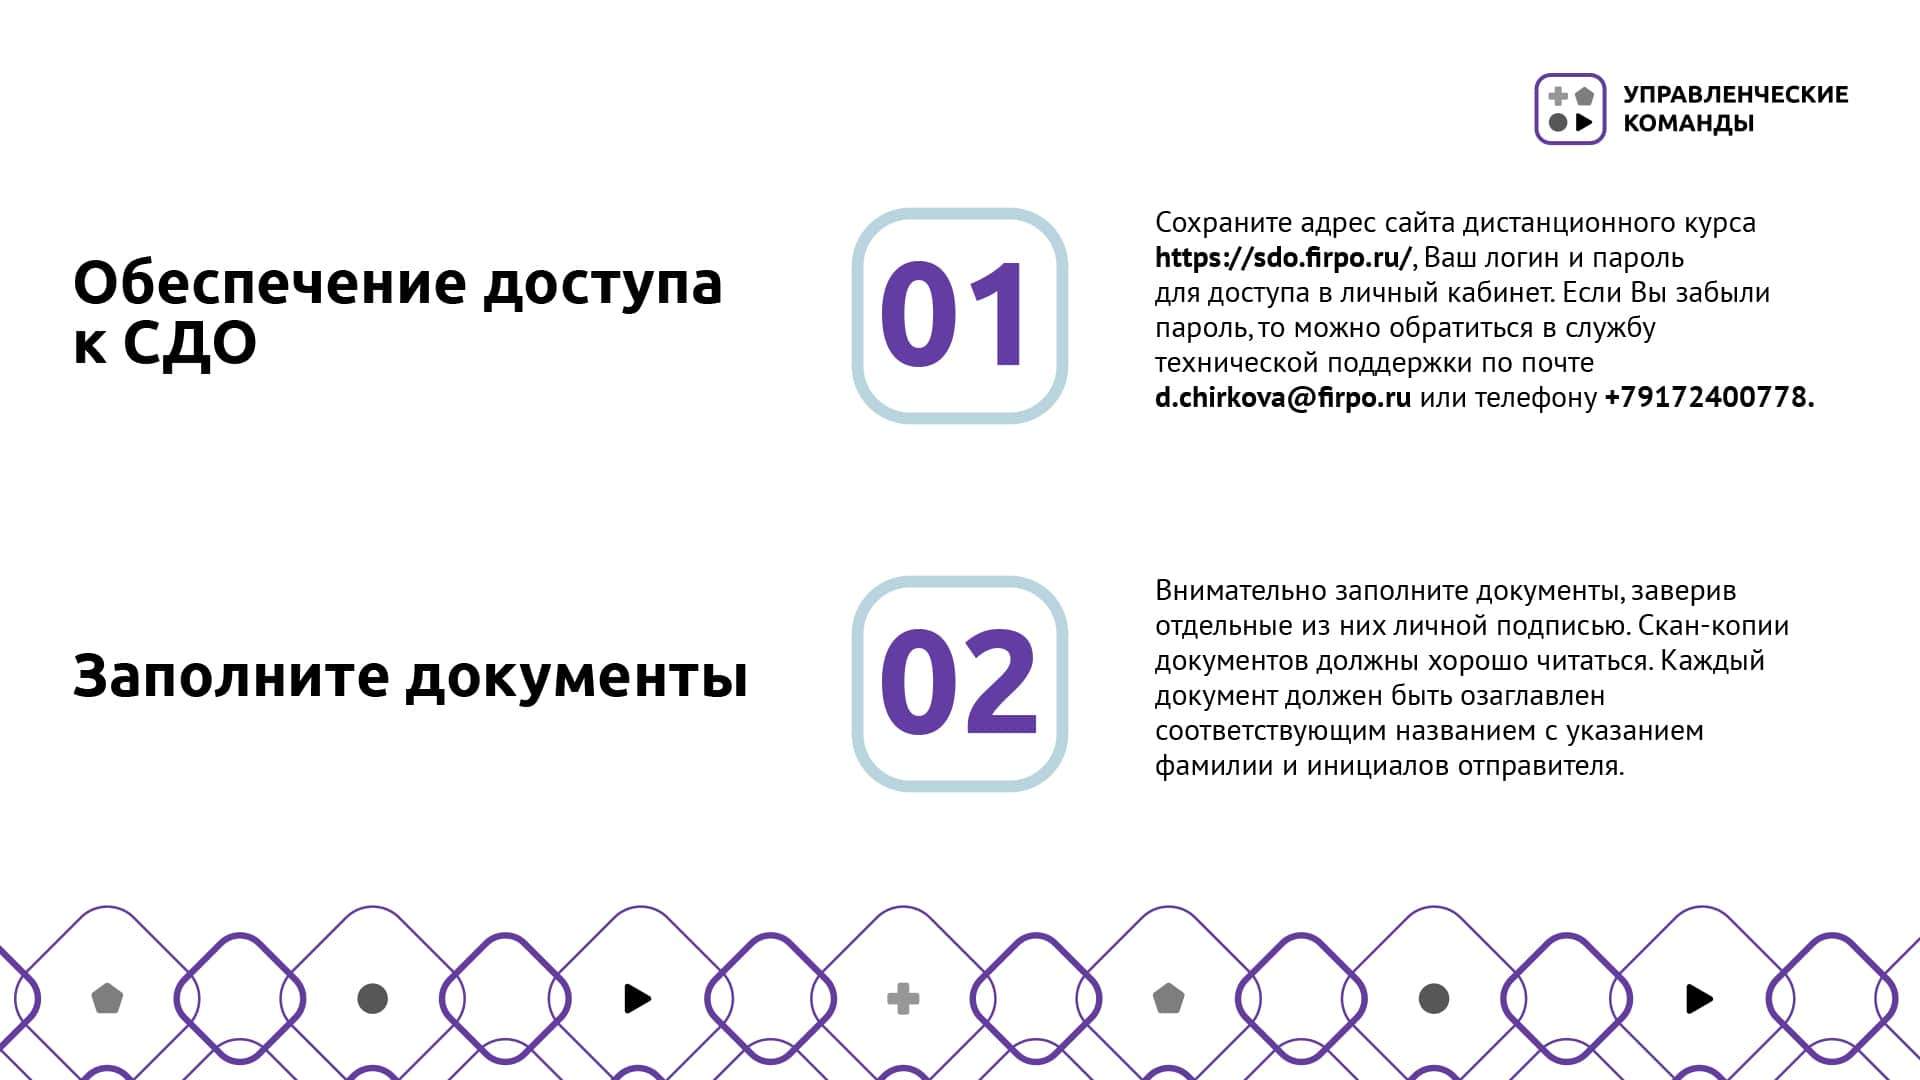 УПРАВЛЕНЧЕСКИЕ
КОМАНДЫ
Обеспечение доступа
к СДО
01
Сохраните адрес сайта дистанционного курса
https://sdo.firpo.ru/, Ваш логин и пароль
для доступа в личный кабинет. Если Вы забыли
пароль, то можно обратиться в службу
технической поддержки по почте
d.chirkova@firpo.ru или телефону +79172400778.
Заполните документы
02
Внимательно заполните документы, заверив
отдельные из них личной подписью. Скан-копии
документов должны хорошо читаться. Каждый
документ должен быть озаглавлен
соответствующим названием с указанием
фамилии и инициалов отправителя.